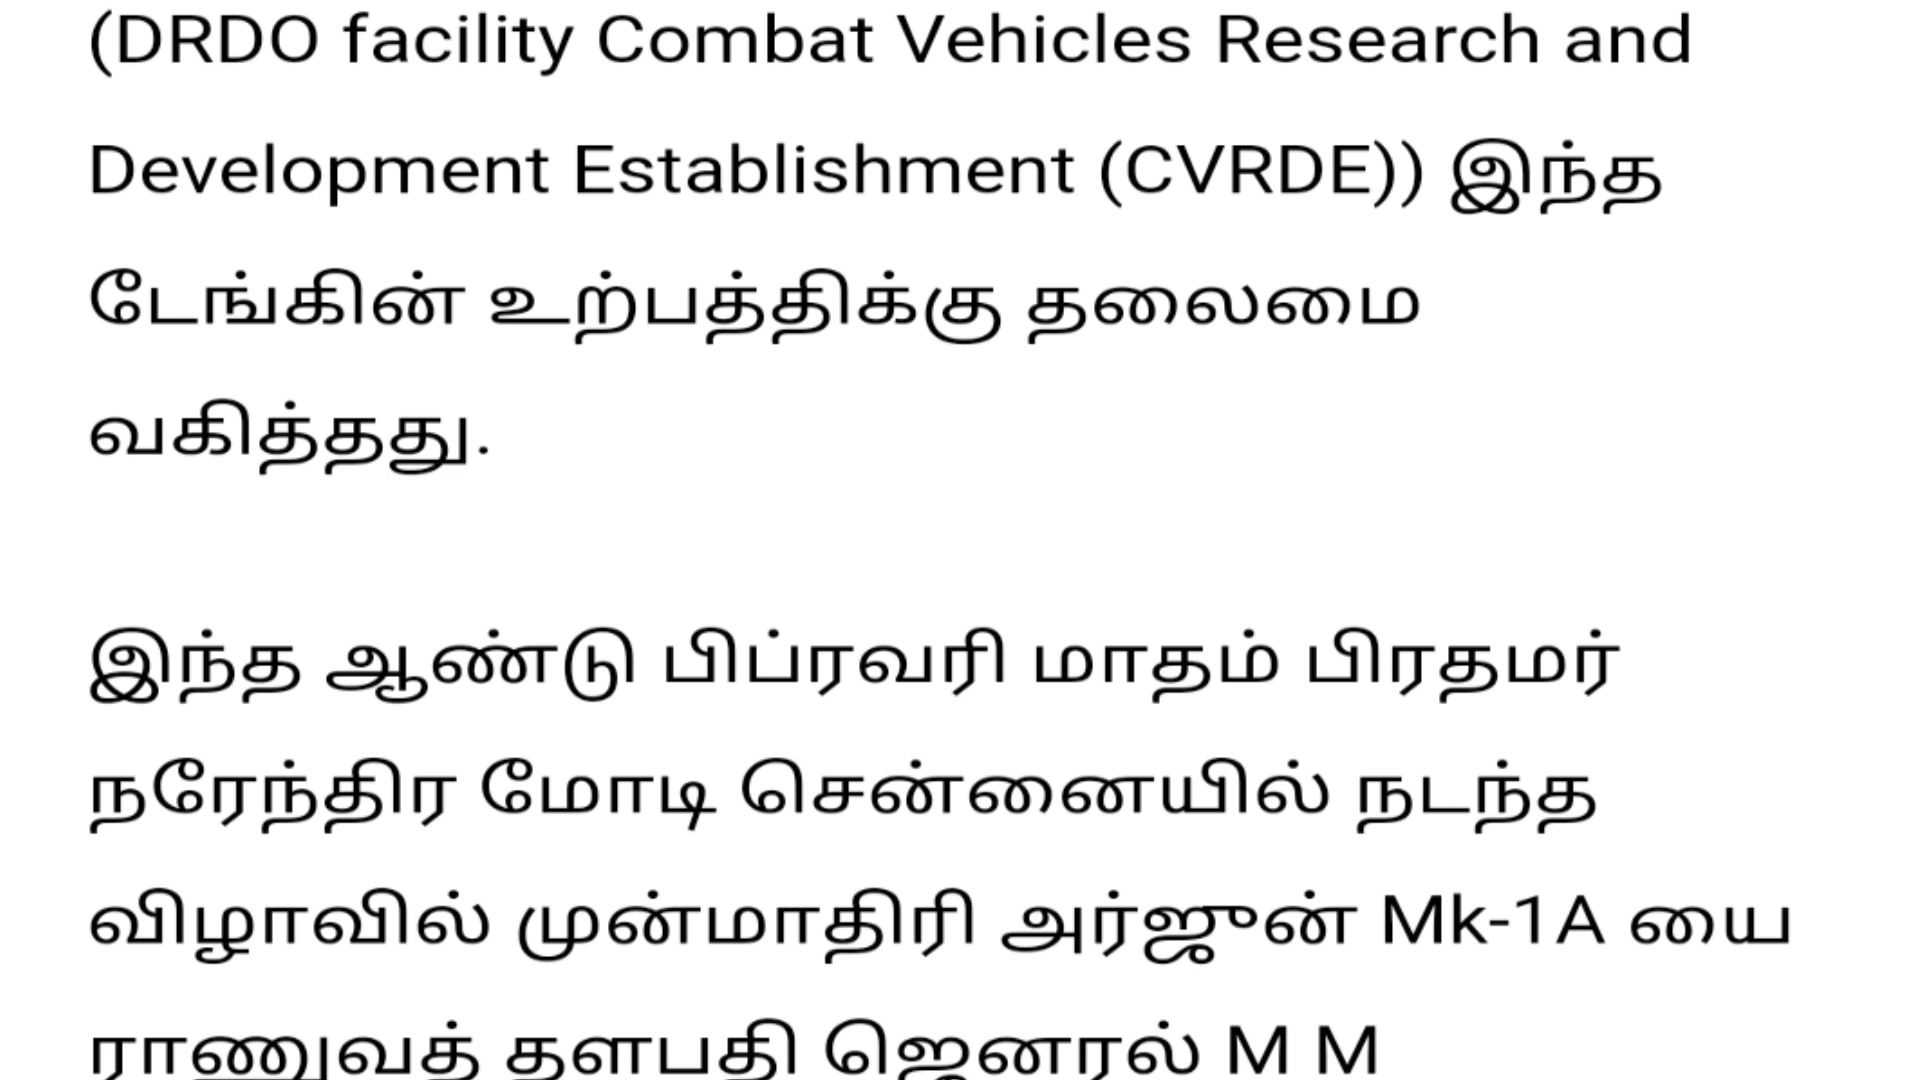 (DRDO facility Combat Vehicles Research and
Development Establishment (CVRDE)) இந்த
டேங்கின் உற்பத்திக்கு தலைமை
வகித்தது.
இந்த ஆண்டு பிப்ரவரி மாதம் பிரதமர்
நரேந்திர மோடி சென்னையில் நடந்த
விழாவில் முன்மாதிரி அர்ஜுன் Mk-1A யை
ராணுவத் தளபதி ஜெனரல் M M